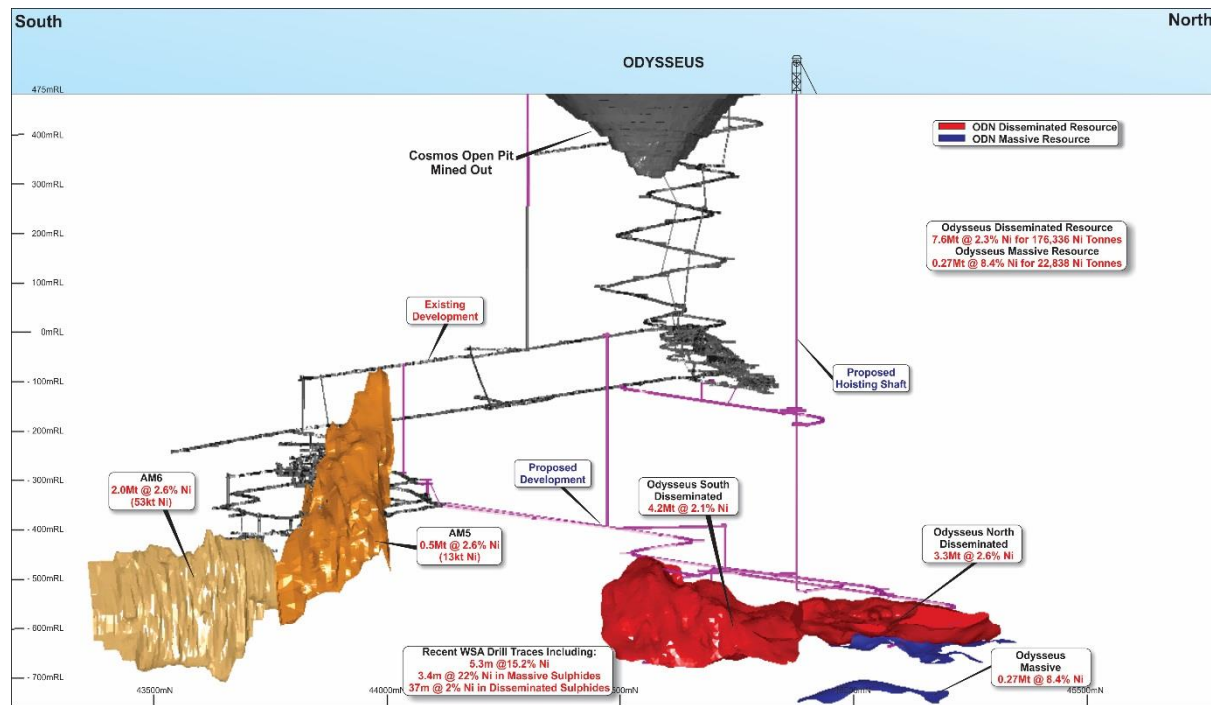 South
North
ODYSSEUS
475mRL
400mRL
300mRL
200mRL
100mRL
0mRL
- 100mRL
- 200mRL
- 300mRL
- 400mRL
- 500mRL
- 600mRL
- 700mRL
Cosmos Open Pit
Mined Out
ODN Disseminated Resource
ODN Massive Resource
Odysseus Disseminated Resource
7.6Mt @ 2.3% Ni for 176,336 Ni Tonnes
Odysseus Massive Resource
0.27Mt @ 8.4% Ni for 22,838 Ni Tonnes
Existing
Development
Proposed
Hoisting Shaft
Proposed
Development
AM6
2.0Mt @ 2.6% Ni
(53kt Ni)
AM5
0.5Mt @ 2.6% Ni
(13kt Ni)
Odysseus South
Disseminated
4.2Mt @ 2.1% Ni
Odysseus North
Disseminated
3.3Mt @ 2.6% Ni
Recent WSA Drill Traces Including:
5.3m @15.2% Ni
3.4m @ 22% Ni in Massive Sulphides
37m @ 2% Ni in Disseminated Sulphides
Odysseus
Massive
0.27Mt @ 8.4% Ni
43500mN
44000mN
45500mN